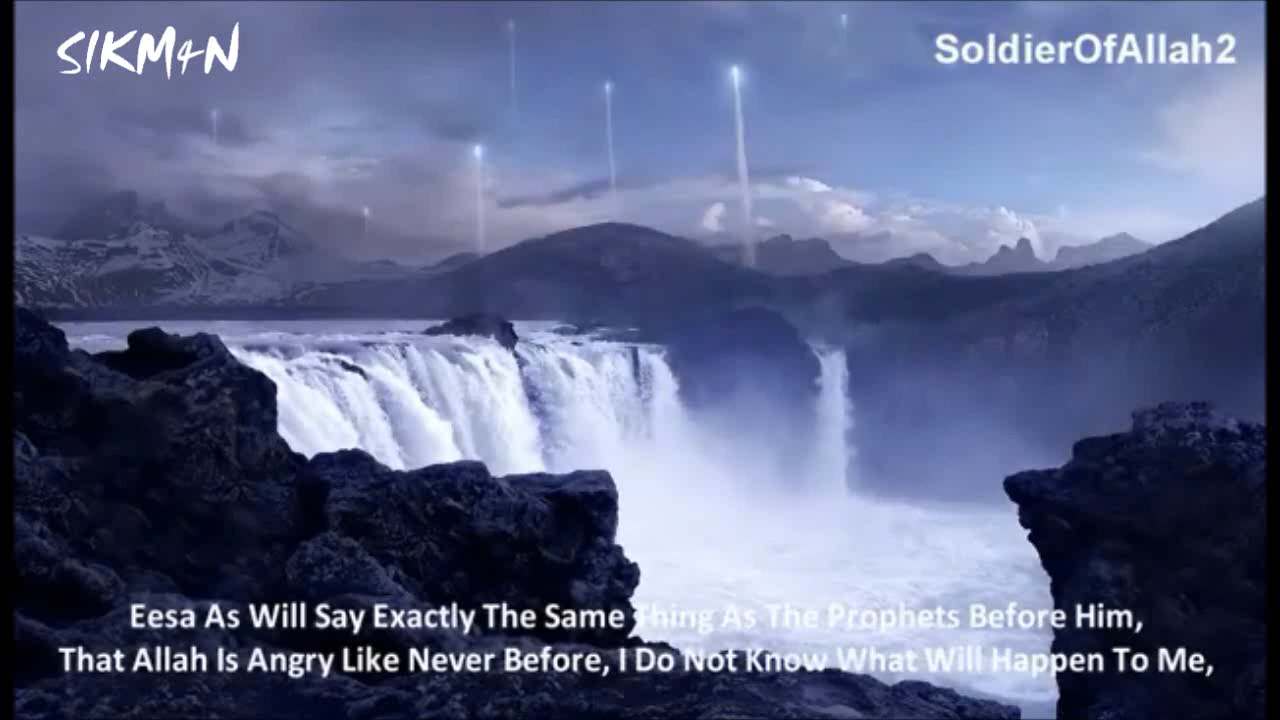 SIKM4N
SoldierOfAllah2
Eesa As Will Say Exactly The Same Thing As The Prophets Before Him,
That Allah Is Angry Like Never Before, I Do Not Know What Will Happen To Me,